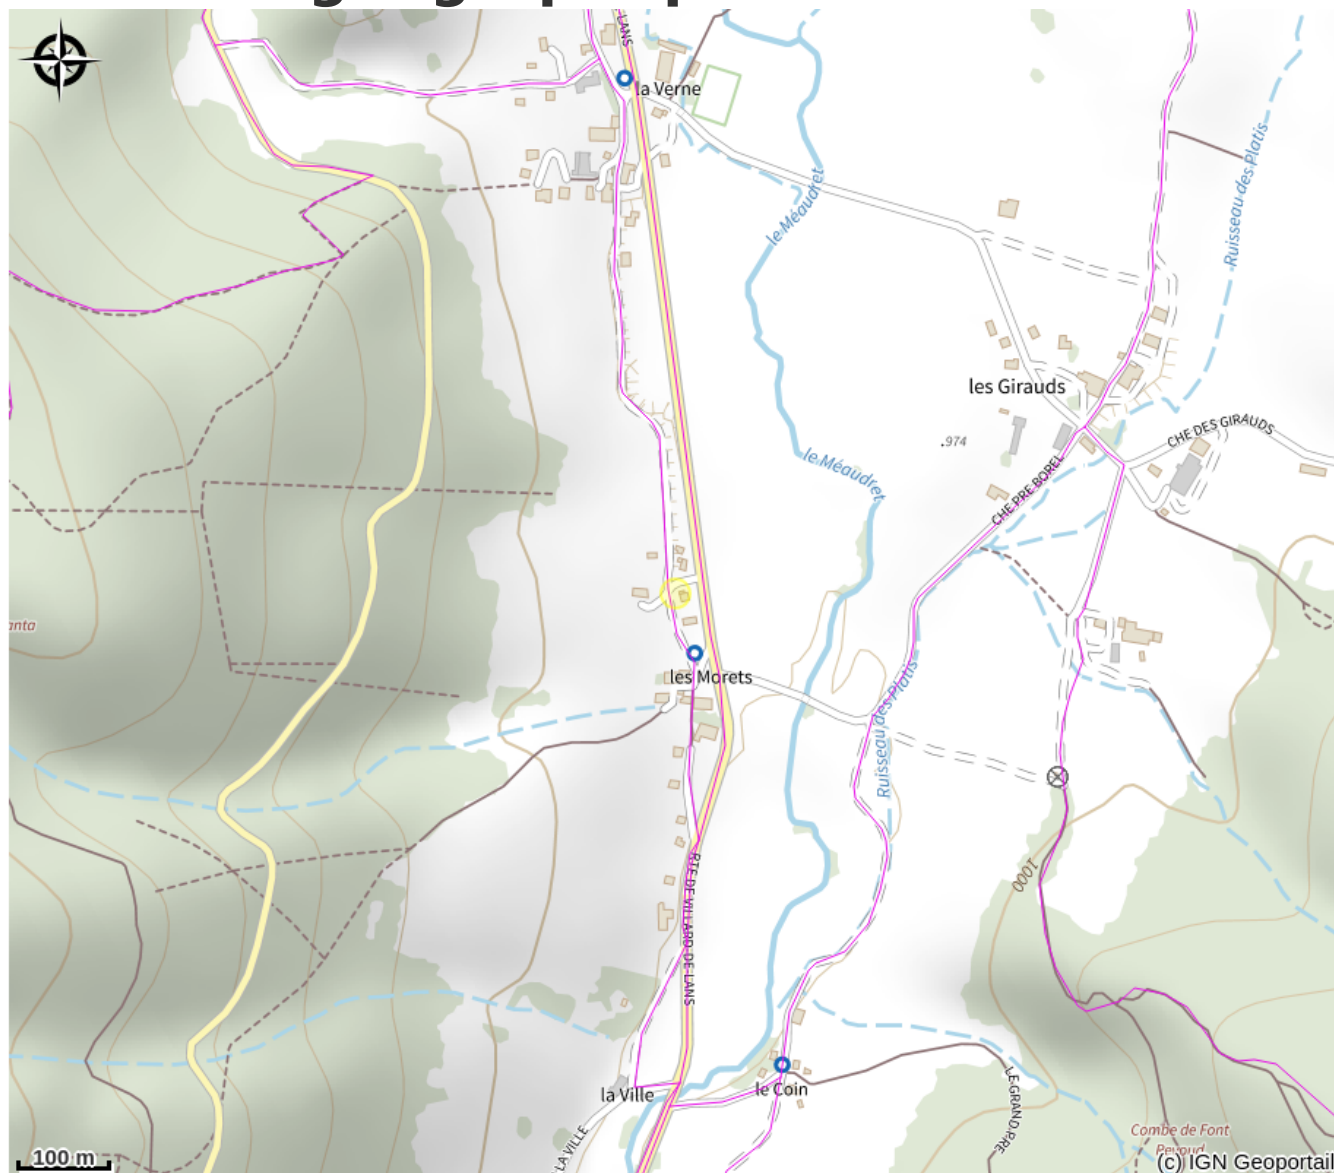 LANS
la Verne
le Méaudret
Ruisseau des Platis
les Girauds
.974
CHE DES GIRAUDS
le Méaudret
CHE PRE BOREL
anta
les Morets
Ruisseau des Platis
1000
RTE DE VILLARD DE LANS
la Ville
le Coin
LE GRAND PRE
LA VILLE
Combe de Font
Peyoud
100 m
(c) IGN Geoportail